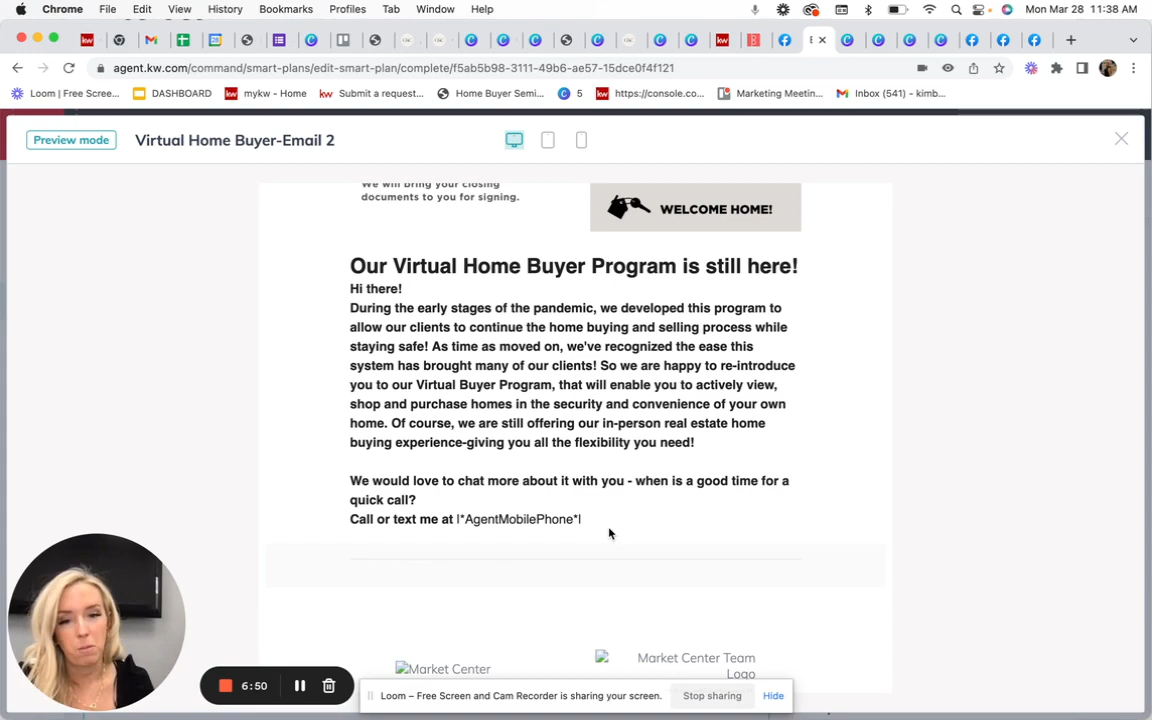 Chrome File Edit View History Bookmarks Profiles Tab Window Help Mon Mar 28 11:38 AM
agent.kw.com/command/smart-plans/edit-smart-plan/complete/f5ab5b98-3111-49b6-ae57-15dce0f4f121
Loom | Free Scree... DASHBOARD kw mykw - Home kw Submit a request... Home Buyer Semi... 5 kw https://console.co... Marketing Meetin... Inbox (541) - kimb...
Preview mode Virtual Home Buyer-Email 2
We will bring your closing
documents to you for signing.
WELCOME HOME!
Our Virtual Home Buyer Program is still here!
Hi there!
During the early stages of the pandemic, we developed this program to
allow our clients to continue the home buying and selling process while
staying safe! As time as moved on, we've recognized the ease this
system has brought many of our clients! So we are happy to re-introduce
you to our Virtual Buyer Program, that will enable you to actively view,
shop and purchase homes in the security and convenience of your own
home. Of course, we are still offering our in-person real estate home
buying experience-giving you all the flexibility you need!
We would love to chat more about it with you - when is a good time for a
quick call?
Call or text me at |*AgentMobilePhone*|
Market Center
Market Center Team
Logo
6:50
Loom – Free Screen and Cam Recorder is sharing your screen. Stop sharing Hide